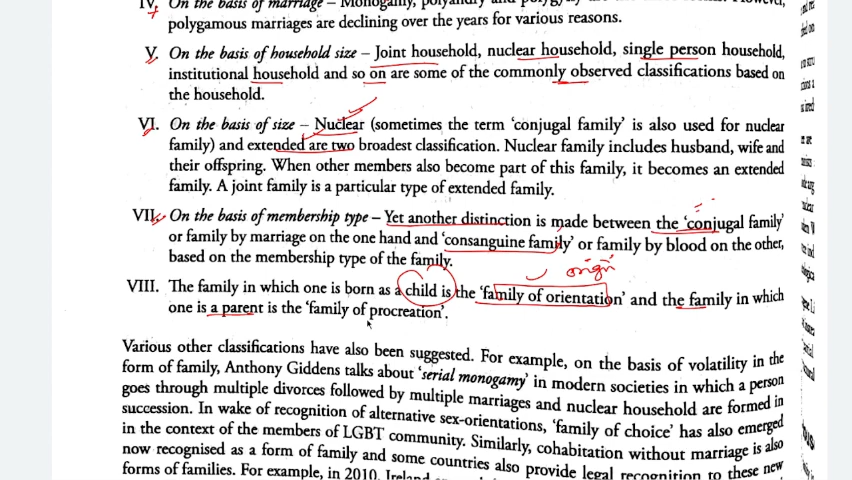 IV. On the basis of marriage – Monogamy, polyandry and
polygamous marriages are declining over the years for various reasons.
V. On the basis of household size – Joint household, nuclear household, single person household,
institutional household and so on are some of the commonly observed classifications based on
the household.
VI. On the basis of size – Nuclear (sometimes the term ‘conjugal family’ is also used for nuclear
family) and extended are two broadest classification. Nuclear family includes husband, wife and
their offspring. When other members also become part of this family, it becomes an extended
family. A joint family is a particular type of extended family.
VII. On the basis of membership type – Yet another distinction is made between the ‘conjugal family’
or family by marriage on the one hand and ‘consanguine family’ or family by blood on the other,
based on the membership type of the family.
origin
VIII. The family in which one is born as a child is the ‘family of orientation’ and the family in which
one is a parent is the ‘family of procreation’.
Various other classifications have also been suggested. For example, on the basis of volatility in the
form of family, Anthony Giddens talks about ‘serial monogamy’ in modern societies in which a person
goes through multiple divorces followed by multiple marriages and nuclear household are formed in
succession. In wake of recognition of alternative sex-orientations, ‘family of choice’ has also emerged
in the context of the members of LGBT community. Similarly, cohabitation without marriage is also
now recognised as a form of family and some countries also provide legal recognition to these new
forms of families. For example, in 2010, Ireland